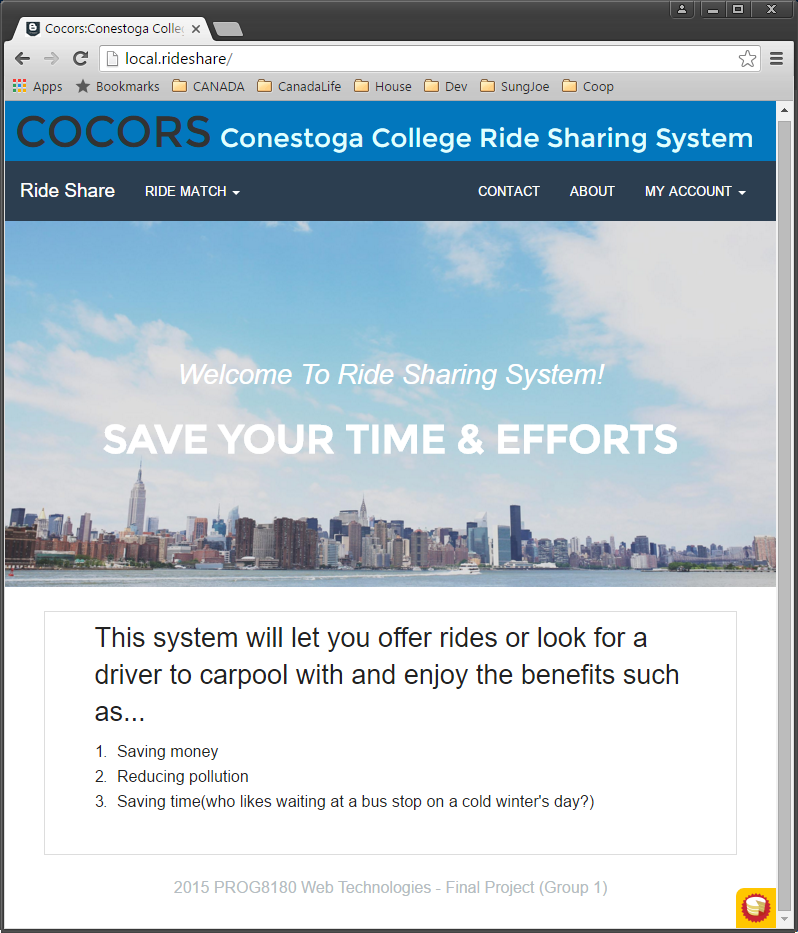 Cocors:Conestoga Colleg
local.rideshare/
Apps Bookmarks CANADA CanadaLife House Dev SungJoe Coop
COCORS Conestoga College Ride Sharing System
Ride Share RIDE MATCH CONTACT ABOUT MY ACCOUNT
Welcome To Ride Sharing System!
SAVE YOUR TIME & EFFORTS
This system will let you offer rides or look for a
driver to carpool with and enjoy the benefits such
as...
1. Saving money
2. Reducing pollution
3. Saving time(who likes waiting at a bus stop on a cold winter's day?)
2015 PROG8180 Web Technologies - Final Project (Group 1)